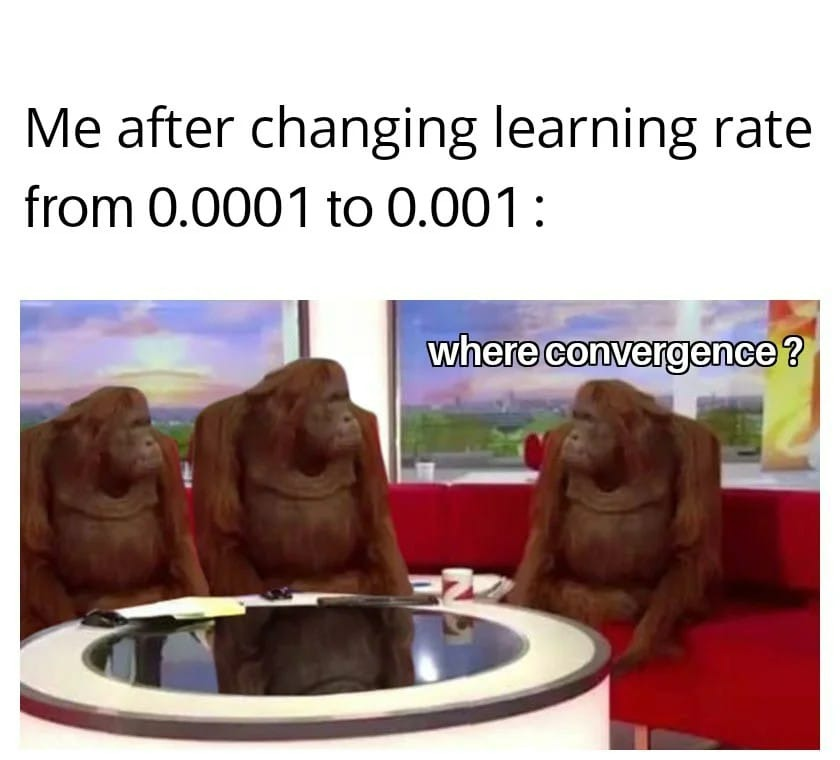 Me after changing learning rate
from 0.0001 to 0.001 :
where convergence ?